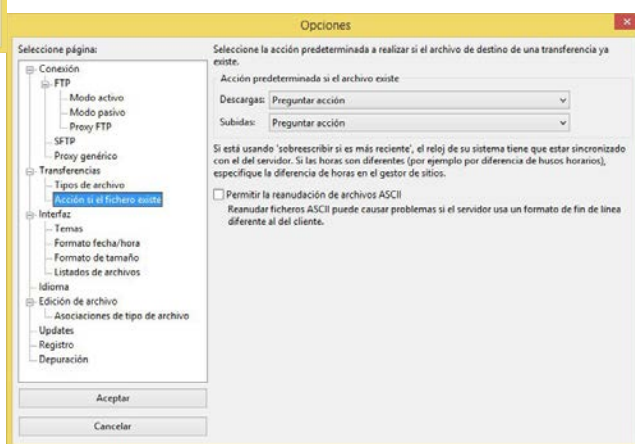 Opciones
Seleccione página:
Conexión
FTP
Modo activo
Modo pasivo
Proxy FTP
SFTP
Proxy genérico
Transferencias
Tipos de archivo
Acción si el fichero existe
Interfaz
Temas
Formato fecha/hora
Formato de tamaño
Listados de archivos
Idioma
Edición de archivo
Asociaciones de tipo de archivo
Updates
Registro
Depuración
Aceptar
Cancelar
Seleccione la acción predeterminada a realizar si el archivo de destino de una transferencia ya
existe.
Acción predeterminada si el archivo existe
Descargas: Preguntar acción
Subidas: Preguntar acción
Si está usando 'sobreescribir si es más reciente', el reloj de su sistema tiene que estar sincronizado
con el del servidor. Si las horas son diferentes (por ejemplo por diferencia de husos horarios),
especifique la diferencia de horas en el gestor de sitios.
Permitir la reanudación de archivos ASCII
Reanudar ficheros ASCII puede causar problemas si el servidor usa un formato de fin de línea
diferente al del cliente.